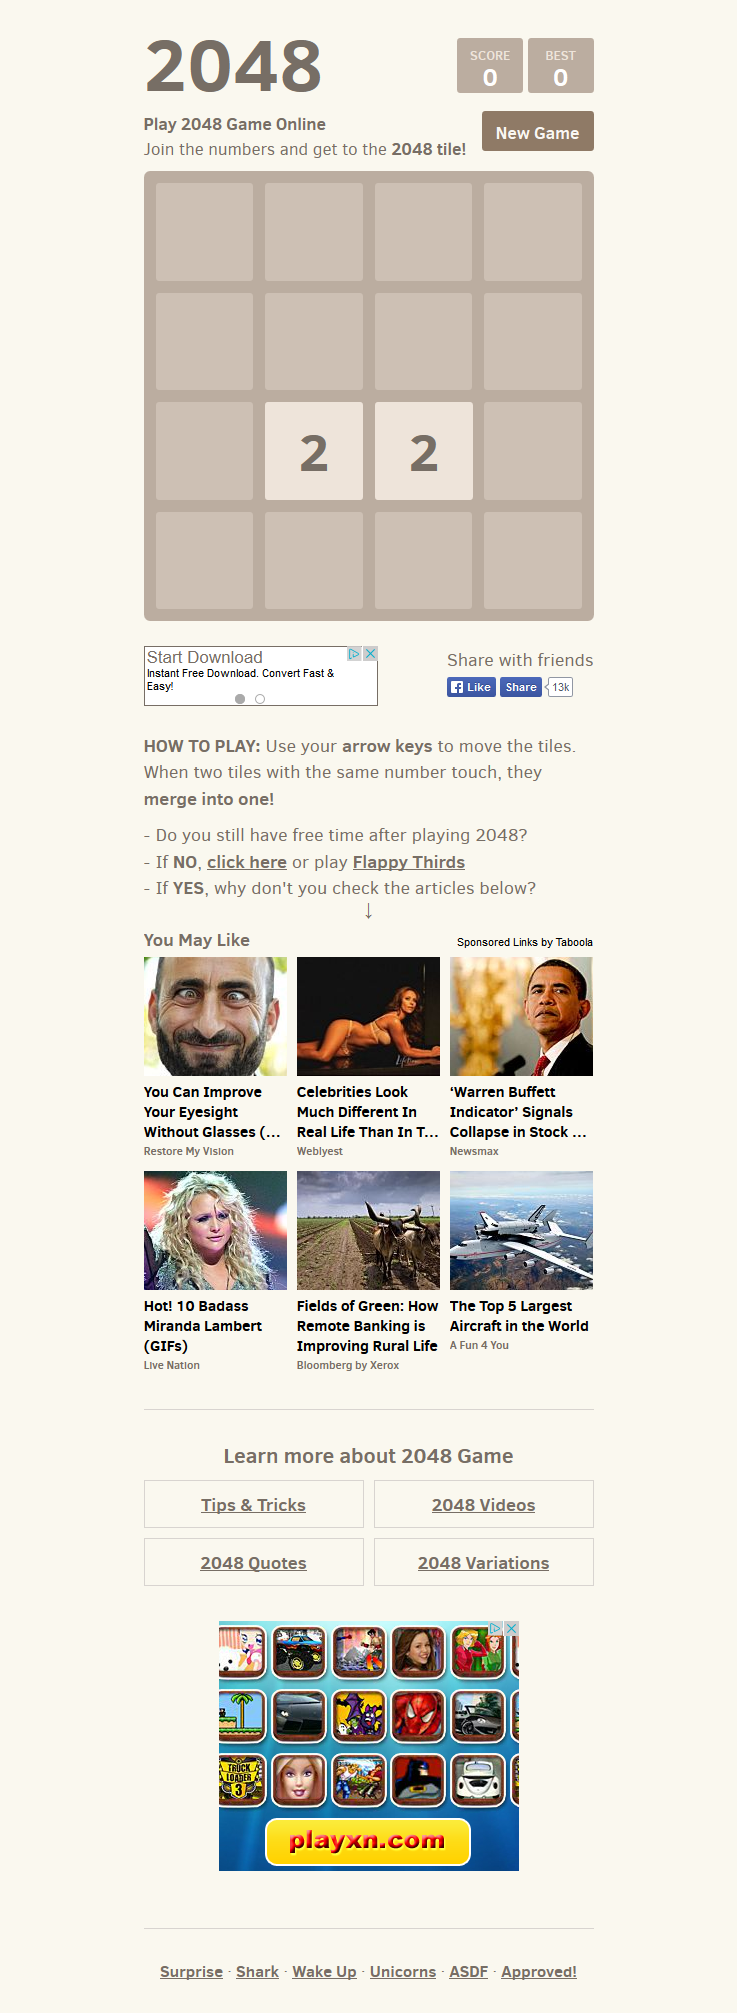 2048
SCORE
0
BEST
0
Play 2048 Game Online
Join the numbers and get to the 2048 tile!
New Game
2 2
Start Download
Instant Free Download. Convert Fast &
Easy!
Share with friends
Like Share 13k
HOW TO PLAY: Use your arrow keys to move the tiles.
When two tiles with the same number touch, they
merge into one!
- Do you still have free time after playing 2048?
- If NO, click here or play Flappy Thirds
- If YES, why don't you check the articles below?
↓
You May Like
Sponsored Links by Taboola
You Can Improve
Your Eyesight
Without Glasses (...
Restore My Vision
Celebrities Look
Much Different In
Real Life Than In T...
Weblyest
‘Warren Buffett
Indicator’ Signals
Collapse in Stock ...
Newsmax
Hot! 10 Badass
Miranda Lambert
(GIFs)
Live Nation
Fields of Green: How
Remote Banking is
Improving Rural Life
Bloomberg by Xerox
The Top 5 Largest
Aircraft in the World
A Fun 4 You
Learn more about 2048 Game
Tips & Tricks
2048 Videos
2048 Quotes
2048 Variations
TRUCK
LOADER
3
playxn.com
Surprise · Shark · Wake Up · Unicorns · ASDF · Approved!